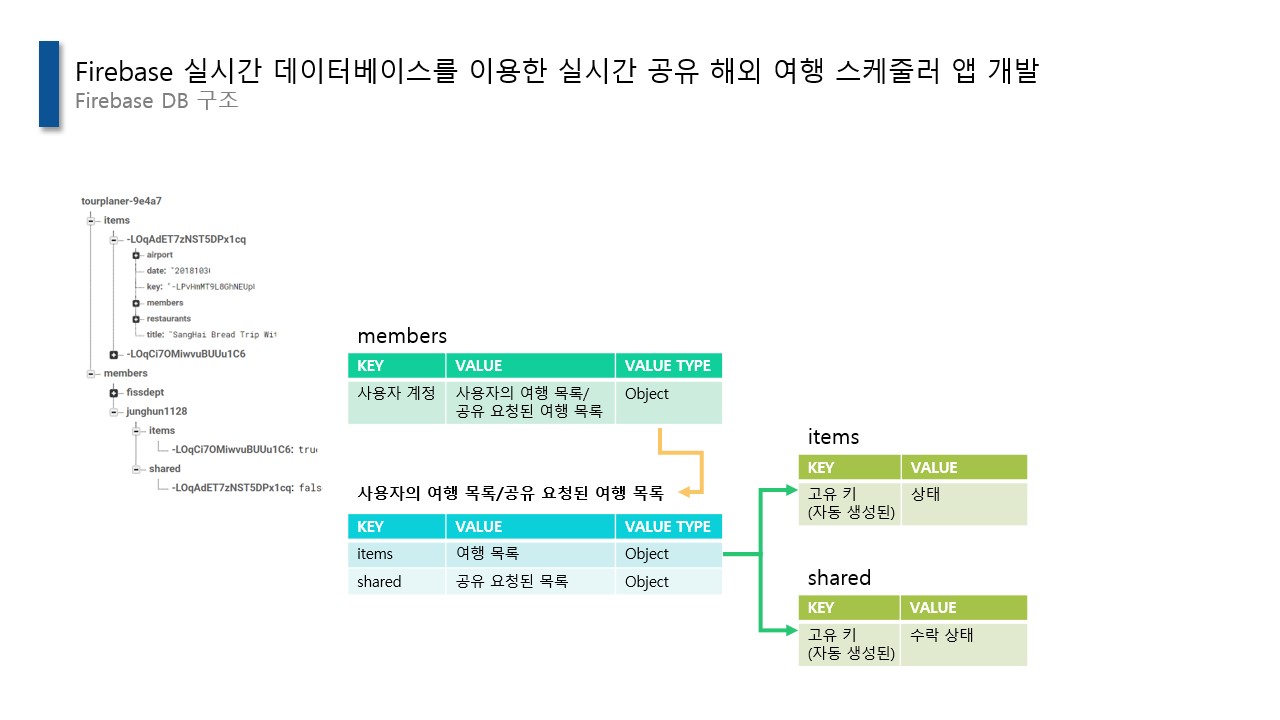 Firebase 실시간 데이터베이스를 이용한 실시간 공유 해외 여행 스케줄러 앱 개발
Firebase DB 구조
tourplaner-9e4a7
items
-LOqAdET7zNST5DPx1cq
airport
date: "2018103
key: "-LPvHmMT9L8GhNEUp
members
restaurants
title: "SangHai Bread Trip Wi
-LOqCi7OMiwvuBUUu1C6
members
fissdept
junghun1128
items
-LOqCi7OMiwvuBUUu1C6: tru
shared
-LOqAdET7zNST5DPx1cq: fals
members
KEY VALUE VALUE TYPE
사용자 계정 사용자의 여행 목록/ Object
공유 요청된 여행 목록
사용자의 여행 목록/공유 요청된 여행 목록
KEY VALUE VALUE TYPE
items 여행 목록 Object
shared 공유 요청된 목록 Object
items
KEY VALUE
고유 키 상태
(자동 생성된)
shared
KEY VALUE
고유 키 수락 상태
(자동 생성된)